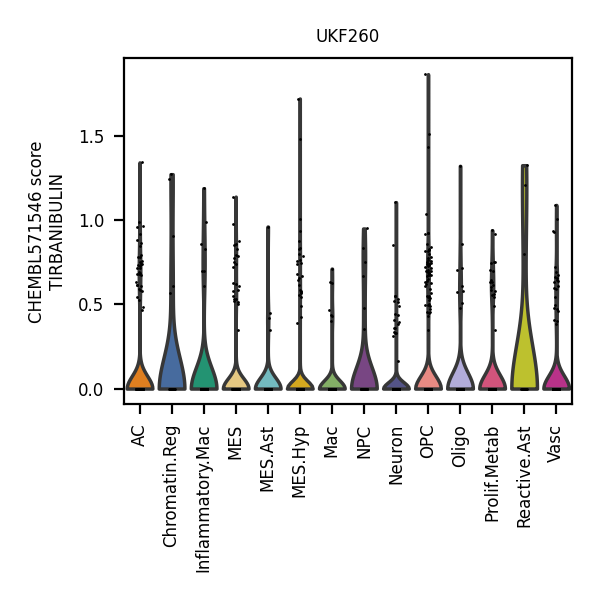 UKF260
CHEMBL571546 score
TIRBANIBULIN
1.5
1.0
0.5
0.0
AC
Chromatin.Reg
Inflammatory.Mac
MES
MES.Ast
MES.Hyp
Mac
NPC
Neuron
OPC
Oligo
Prolif.Metab
Reactive.Ast
Vasc